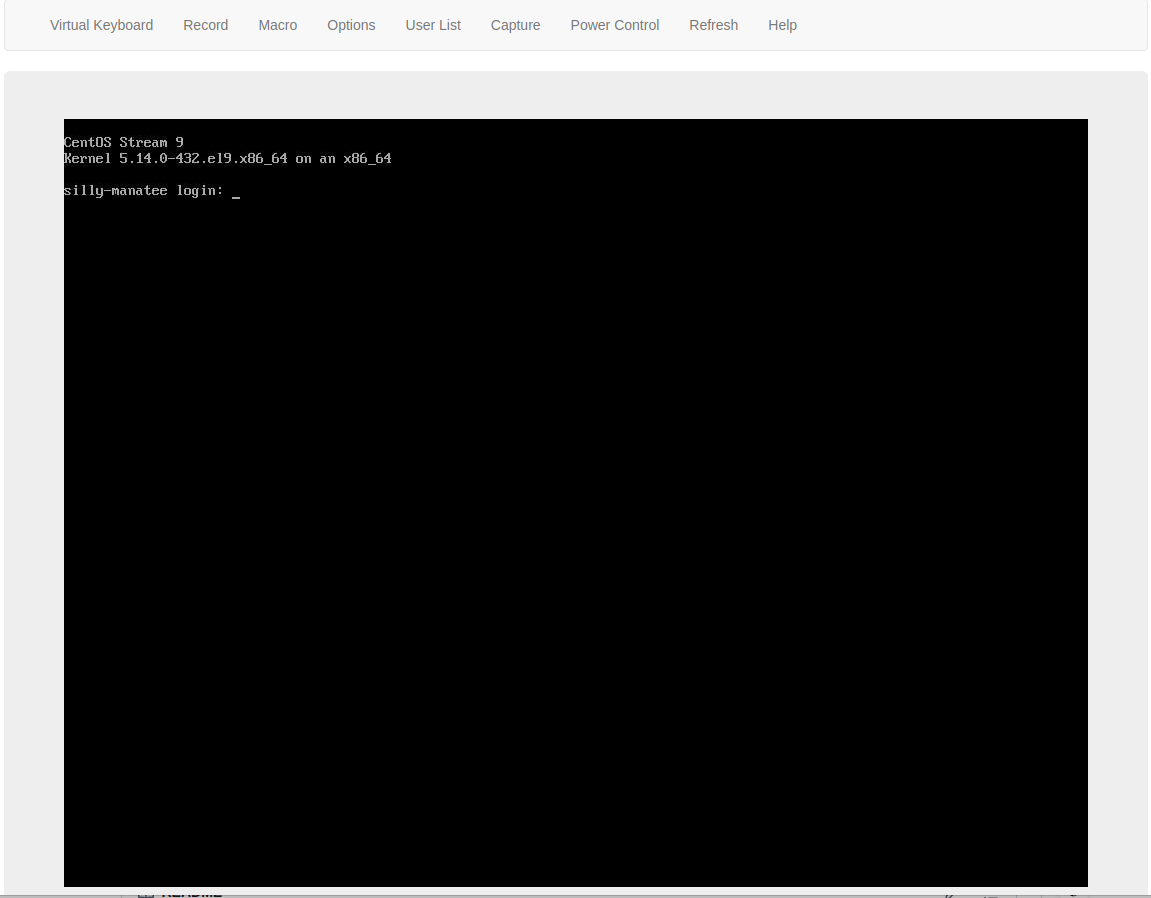 Virtual Keyboard Record Macro Options User List Capture Power Control Refresh Help
CentOS Stream 9
Kernel 5.14.0-432.el9.x86_64 on an x86_64
silly-manatee login: _
README